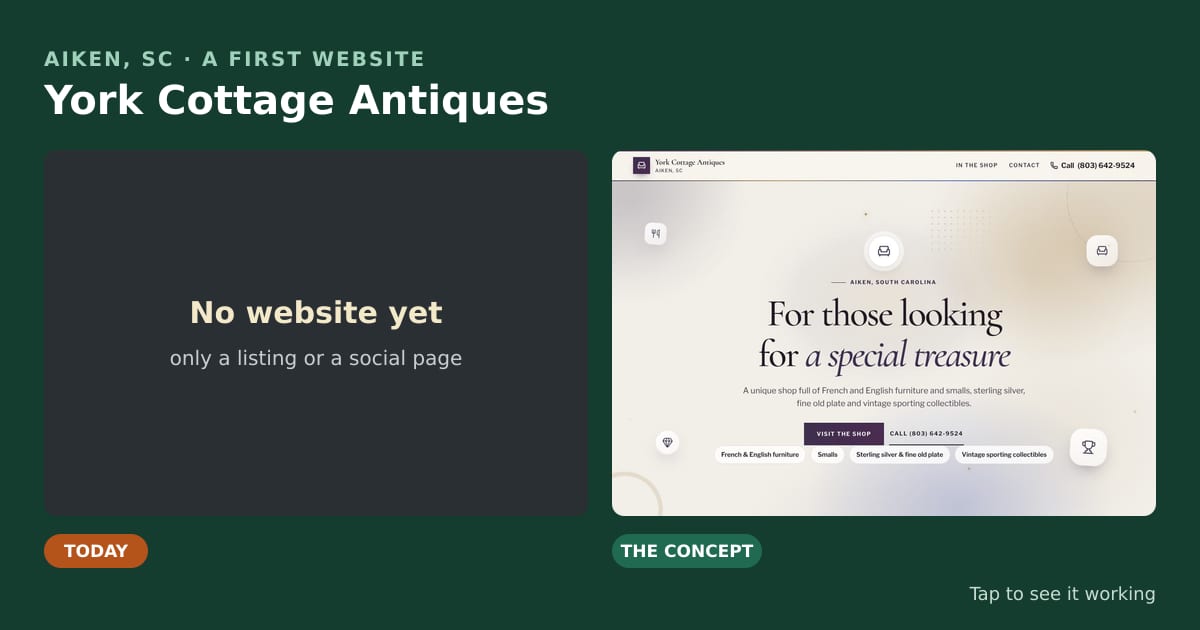 AIKEN, SC · A FIRST WEBSITE
York Cottage Antiques
No website yet
only a listing or a social page
TODAY
York Cottage Antiques
AIKEN, SC
IN THE SHOP
CONTACT
Call (803) 642-9524
AIKEN, SOUTH CAROLINA
For those looking
for a special treasure
A unique shop full of French and English furniture and smalls, sterling silver,
fine old plate and vintage sporting collectibles.
VISIT THE SHOP
CALL (803) 642-9524
French & English furniture
Smalls
Sterling silver & fine old plate
Vintage sporting collectibles
THE CONCEPT
Tap to see it working